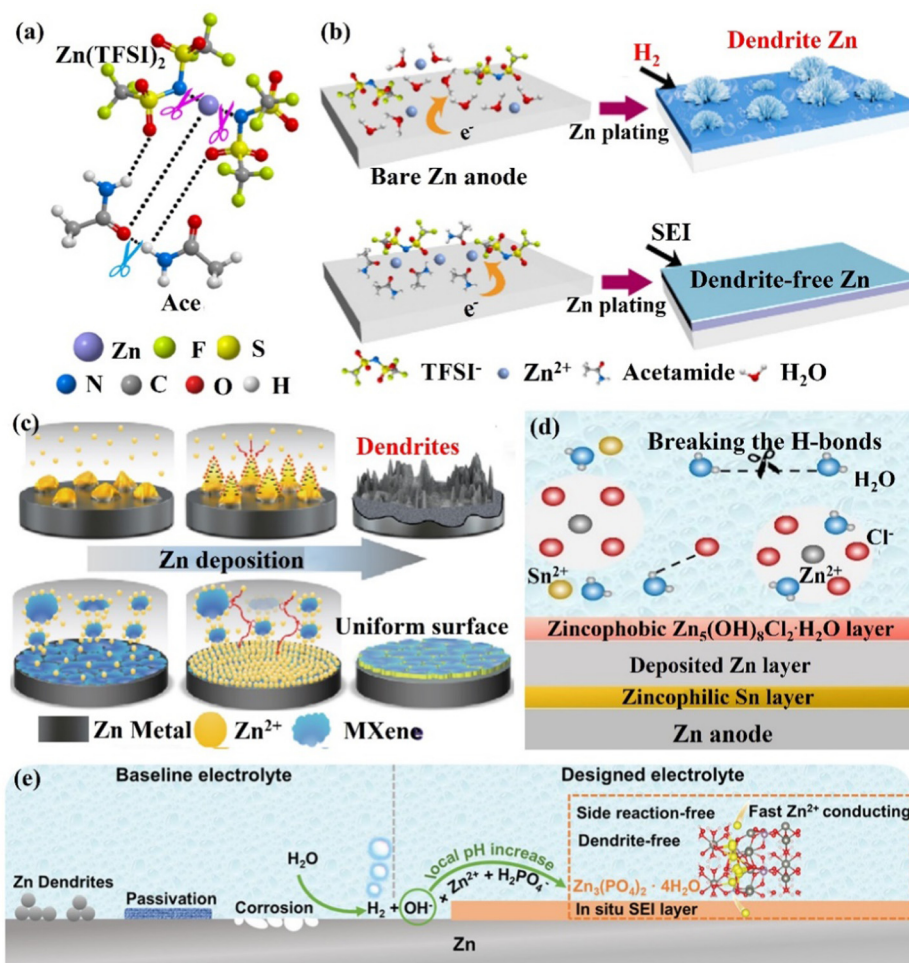 (a)
Zn(TFSI)₂
Ace
Zn F S
N C O H
(b)
Bare Zn anode
e⁻
Zn plating
H₂
Dendrite Zn
e⁻
Zn plating
SEI
Dendrite-free Zn
TFSI⁻ Zn²⁺ Acetamide H₂O
(c)
Dendrites
Zn deposition
Uniform surface
Zn Metal Zn²⁺ MXene
(d)
Breaking the H-bonds
H₂O
Cl⁻
Sn²⁺
Zn²⁺
Zincophobic Zn₅(OH)₈Cl₂·H₂O layer
Deposited Zn layer
Zincophilic Sn layer
Zn anode
(e)
Baseline electrolyte
Designed electrolyte
Zn Dendrites
Passivation
Corrosion
H₂O
H₂ + OH⁻
+ Zn²⁺ + H₂PO₄⁻
local pH increase
Side reaction-free
Fast Zn²⁺ conducting
Dendrite-free
Zn₃(PO₄)₂ · 4H₂O
In situ SEI layer
Zn